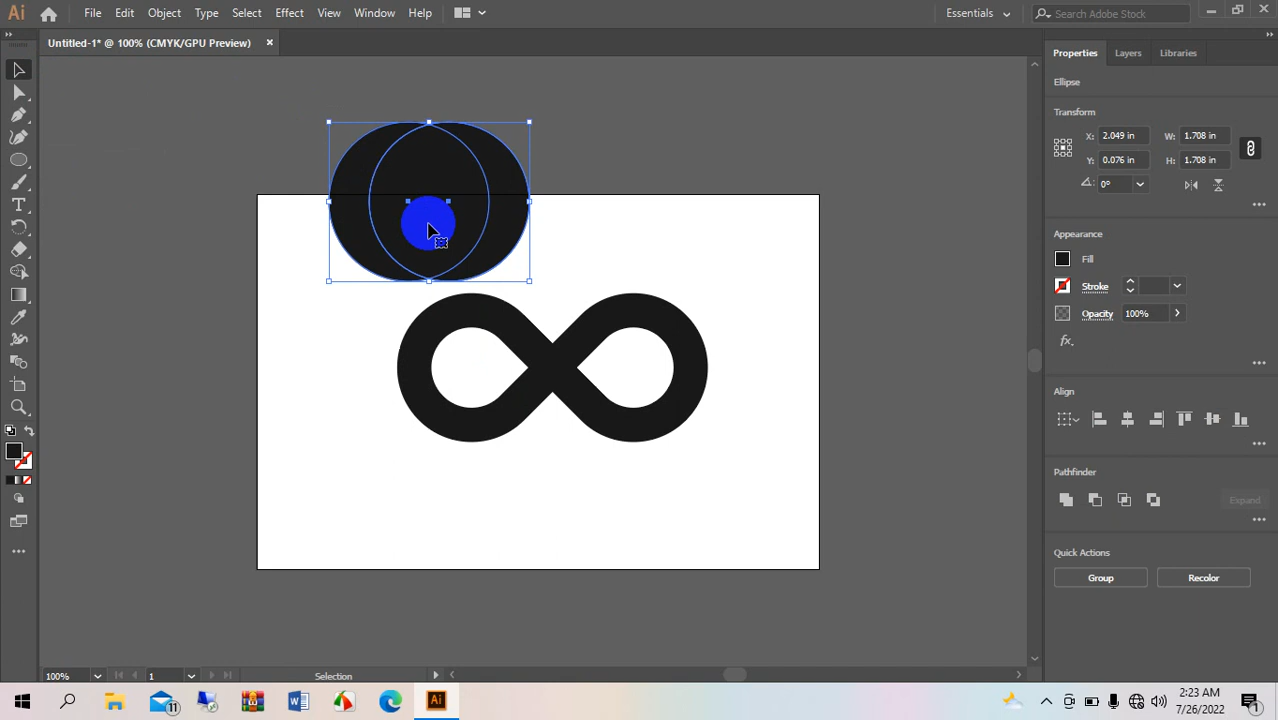 Ai File Edit Object Type Select Effect View Window Help Essentials Search Adobe Stock
Untitled-1* @ 100% (CMYK/GPU Preview)
Properties Layers Libraries
Ellipse
Transform
X: 2.049 in W: 1.708 in
Y: 0.076 in H: 1.708 in
0°
Appearance
Fill
Stroke
Opacity 100%
fx.
Align
Pathfinder
Expand
Quick Actions
Group Recolor
100% 1 Selection
11 W Ai 2:23 AM
7/26/2022 1